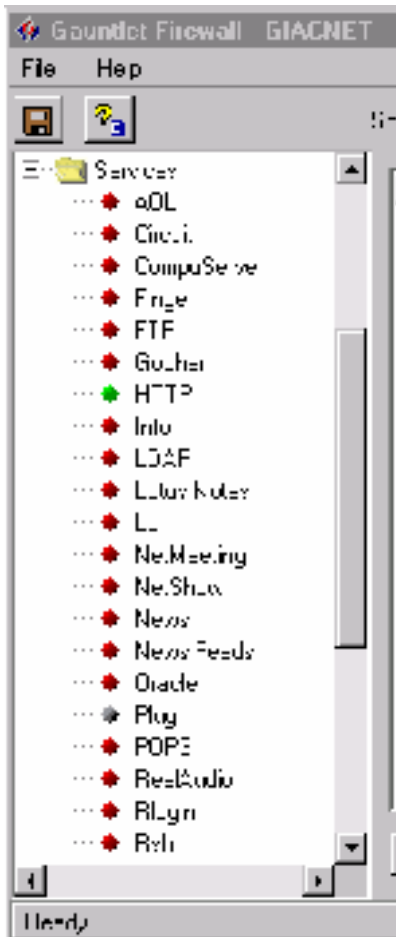 Gauntlet Firewall GIACNET
File Help
Services
AOL
Circuit
CompuServe
Finger
FTP
Gopher
HTTP
Info
LDAP
Lotus Notes
NetMeeting
NetShow
News
News Feeds
Oracle
Plug
POP3
RealAudio
Rlogin
Rsh
Ready